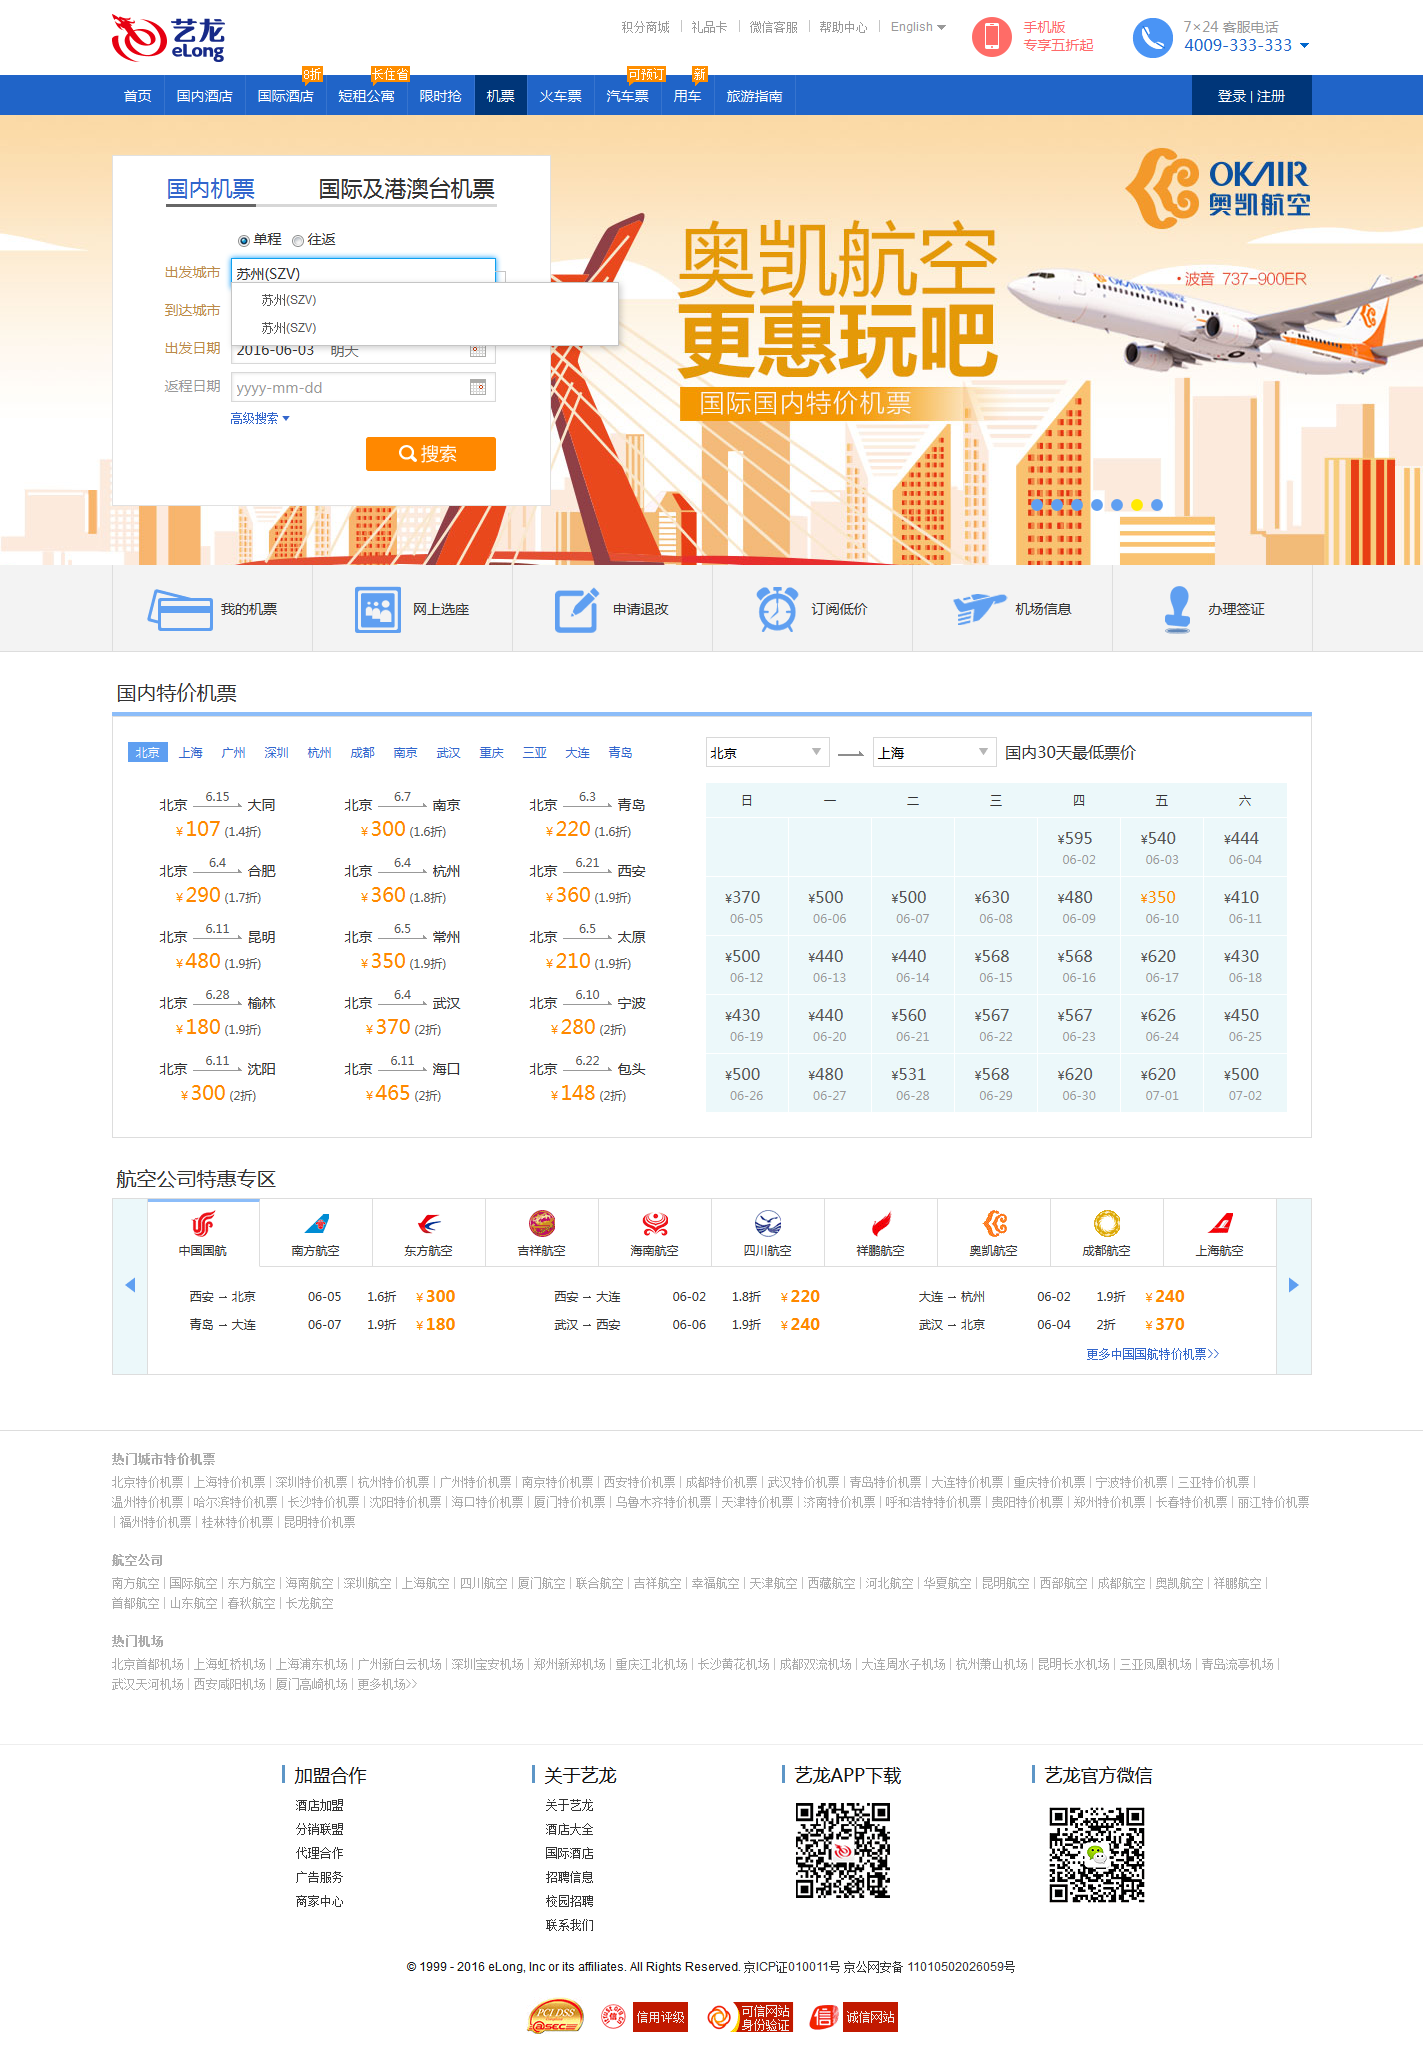 艺龙
eLong
积分商城 | 礼品卡 | 微信客服 | 帮助中心 | English
手机版
专享五折起
7×24 客服电话
4009-333-333
8折 长住省 可预订 新
首页 国内酒店 国际酒店 短租公寓 限时抢 机票 火车票 汽车票 用车 旅游指南 登录 | 注册
国内机票 国际及港澳台机票
单程 往返
出发城市 苏州(SZV)
苏州(SZV)
到达城市
苏州(SZV)
出发日期 2016-06-03 明天
返程日期 yyyy-mm-dd
高级搜索
搜索
OKAIR
奥凯航空
奥凯航空
更惠玩吧
国际国内特价机票
波音 737-900ER
OKAIR 奥凯航空
我的机票 网上选座 申请退改 订阅低价 机场信息 办理签证
国内特价机票
北京 上海 广州 深圳 杭州 成都 南京 武汉 重庆 三亚 大连 青岛
北京 6.15 大同 北京 6.7 南京 北京 6.3 青岛
¥107 (1.4折) ¥300 (1.6折) ¥220 (1.6折)
北京 6.4 合肥 北京 6.4 杭州 北京 6.21 西安
¥290 (1.7折) ¥360 (1.8折) ¥360 (1.9折)
北京 6.11 昆明 北京 6.5 常州 北京 6.5 太原
¥480 (1.9折) ¥350 (1.9折) ¥210 (1.9折)
北京 6.28 榆林 北京 6.4 武汉 北京 6.10 宁波
¥180 (1.9折) ¥370 (2折) ¥280 (2折)
北京 6.11 沈阳 北京 6.11 海口 北京 6.22 包头
¥300 (2折) ¥465 (2折) ¥148 (2折)
北京 上海 国内30天最低票价
日 一 二 三 四 五 六
¥595 ¥540 ¥444
06-02 06-03 06-04
¥370 ¥500 ¥500 ¥630 ¥480 ¥350 ¥410
06-05 06-06 06-07 06-08 06-09 06-10 06-11
¥500 ¥440 ¥440 ¥568 ¥568 ¥620 ¥430
06-12 06-13 06-14 06-15 06-16 06-17 06-18
¥430 ¥440 ¥560 ¥567 ¥567 ¥626 ¥450
06-19 06-20 06-21 06-22 06-23 06-24 06-25
¥500 ¥480 ¥531 ¥568 ¥620 ¥620 ¥500
06-26 06-27 06-28 06-29 06-30 07-01 07-02
航空公司特惠专区
中国国航 南方航空 东方航空 吉祥航空 海南航空 四川航空 祥鹏航空 奥凯航空 成都航空 上海航空
西安 → 北京 06-05 1.6折 ¥300 西安 → 大连 06-02 1.8折 ¥220 大连 → 杭州 06-02 1.9折 ¥240
青岛 → 大连 06-07 1.9折 ¥180 武汉 → 西安 06-06 1.9折 ¥240 武汉 → 北京 06-04 2折 ¥370
更多中国国航特价机票>>
热门城市特价机票
北京特价机票 | 上海特价机票 | 深圳特价机票 | 杭州特价机票 | 广州特价机票 | 南京特价机票 | 西安特价机票 | 成都特价机票 | 武汉特价机票 | 青岛特价机票 | 大连特价机票 | 重庆特价机票 | 宁波特价机票 | 三亚特价机票 |
温州特价机票 | 哈尔滨特价机票 | 长沙特价机票 | 沈阳特价机票 | 海口特价机票 | 厦门特价机票 | 乌鲁木齐特价机票 | 天津特价机票 | 济南特价机票 | 呼和浩特特价机票 | 贵阳特价机票 | 郑州特价机票 | 长春特价机票 | 丽江特价机票
| 福州特价机票 | 桂林特价机票 | 昆明特价机票
航空公司
南方航空 | 国际航空 | 东方航空 | 海南航空 | 深圳航空 | 上海航空 | 四川航空 | 厦门航空 | 联合航空 | 吉祥航空 | 幸福航空 | 天津航空 | 西藏航空 | 河北航空 | 华夏航空 | 昆明航空 | 西部航空 | 成都航空 | 奥凯航空 | 祥鹏航空 |
首都航空 | 山东航空 | 春秋航空 | 长龙航空
热门机场
北京首都机场 | 上海虹桥机场 | 上海浦东机场 | 广州新白云机场 | 深圳宝安机场 | 郑州新郑机场 | 重庆江北机场 | 长沙黄花机场 | 成都双流机场 | 大连周水子机场 | 杭州萧山机场 | 昆明长水机场 | 三亚凤凰机场 | 青岛流亭机场 |
武汉天河机场 | 西安咸阳机场 | 厦门高崎机场 | 更多机场>>
加盟合作 关于艺龙 艺龙APP下载 艺龙官方微信
酒店加盟 关于艺龙
分销联盟 酒店大全
代理合作 国际酒店
广告服务 招聘信息
商家中心 校园招聘
联系我们
© 1999 - 2016 eLong, Inc or its affiliates. All Rights Reserved. 京ICP证010011号 京公网安备 11010502026059号
PCI.DSS
@SEC
信用评级
可信网站
身份验证
信
诚信网站